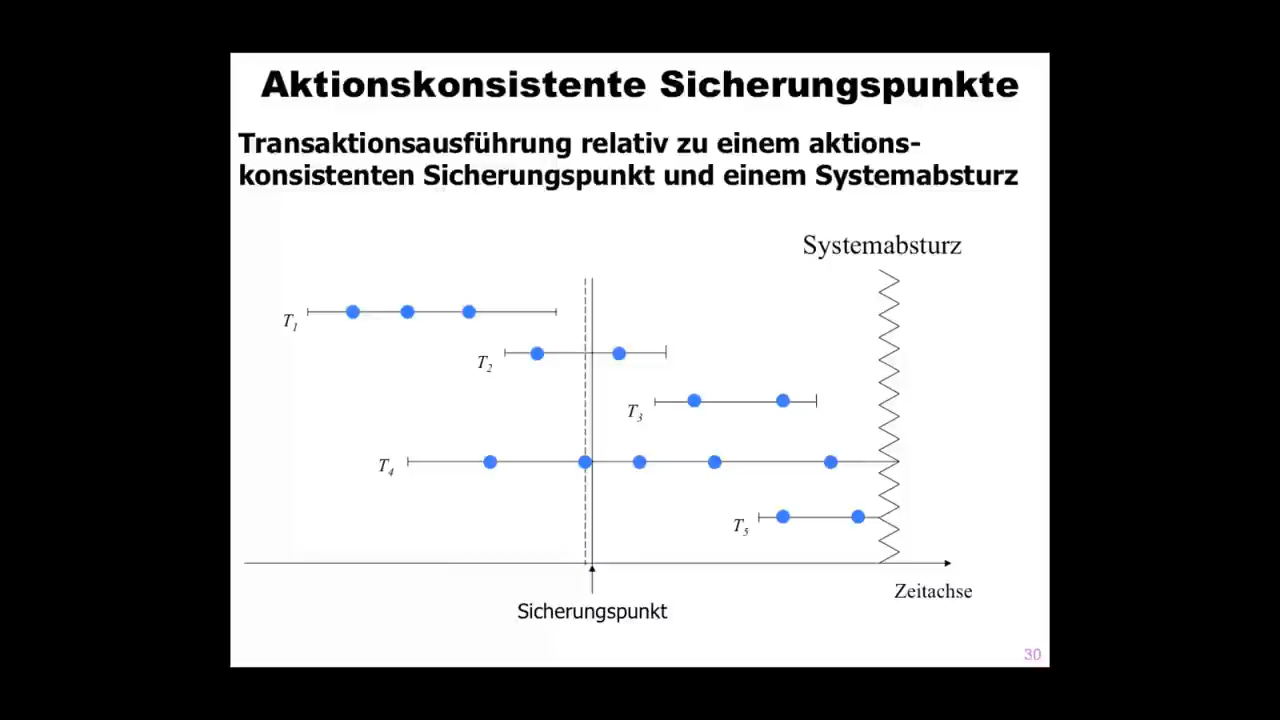 Aktionskonsistente Sicherungspunkte
Transaktionsausführung relativ zu einem aktions-
konsistenten Sicherungspunkt und einem Systemabsturz
Systemabsturz
T1
T2
T3
T4
T5
Zeitachse
Sicherungspunkt
30